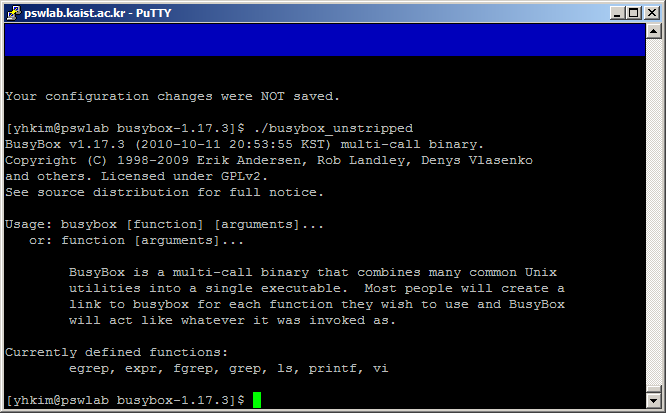 pswlab.kaist.ac.kr - PuTTY
Your configuration changes were NOT saved.
[yhkim@pswlab busybox-1.17.3]$ ./busybox_unstripped
BusyBox v1.17.3 (2010-10-11 20:53:55 KST) multi-call binary.
Copyright (C) 1998-2009 Erik Andersen, Rob Landley, Denys Vlasenko
and others. Licensed under GPLv2.
See source distribution for full notice.
Usage: busybox [function] [arguments]...
   or: function [arguments]...
        BusyBox is a multi-call binary that combines many common Unix
        utilities into a single executable.  Most people will create a
        link to busybox for each function they wish to use and BusyBox
        will act like whatever it was invoked as.
Currently defined functions:
        egrep, expr, fgrep, grep, ls, printf, vi
[yhkim@pswlab busybox-1.17.3]$